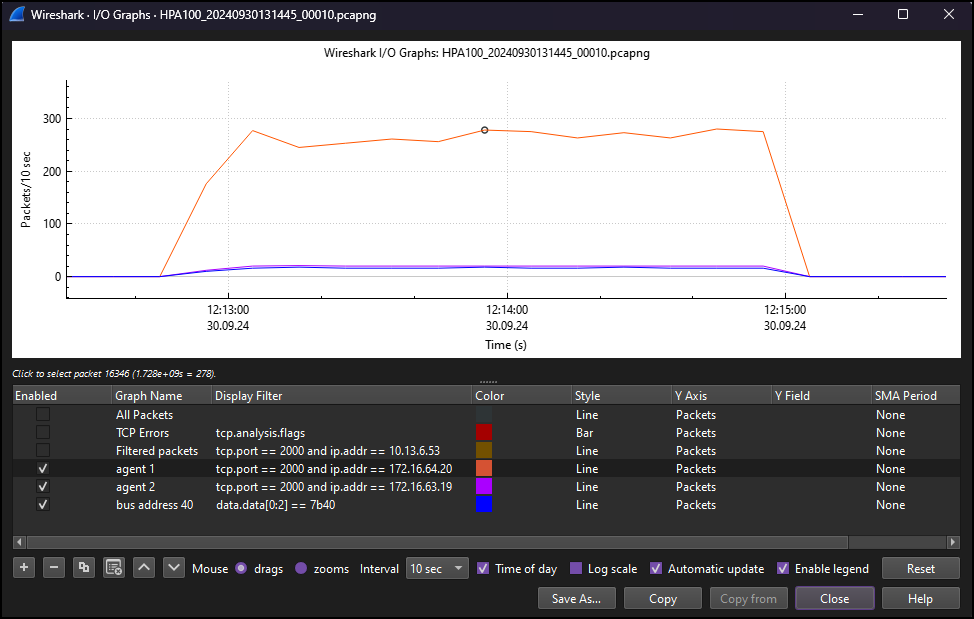 Wireshark · I/O Graphs · HPA100_20240930131445_00010.pcapng
Wireshark I/O Graphs: HPA100_20240930131445_00010.pcapng
Packets/10 sec
300
200
100
0
12:13:00 12:14:00 12:15:00
30.09.24 30.09.24 30.09.24
Time (s)
Click to select packet 16346 (1.728e+09s = 278).
Enabled Graph Name Display Filter Color Style Y Axis Y Field SMA Period
All Packets Line Packets None
TCP Errors tcp.analysis.flags Bar Packets None
Filtered packets tcp.port == 2000 and ip.addr == 10.13.6.53 Line Packets None
agent 1 tcp.port == 2000 and ip.addr == 172.16.64.20 Line Packets None
agent 2 tcp.port == 2000 and ip.addr == 172.16.63.19 Line Packets None
bus address 40 data.data[0:2] == 7b40 Line Packets None
Mouse drags zooms Interval 10 sec Time of day Log scale Automatic update Enable legend Reset
Save As... Copy Copy from Close Help